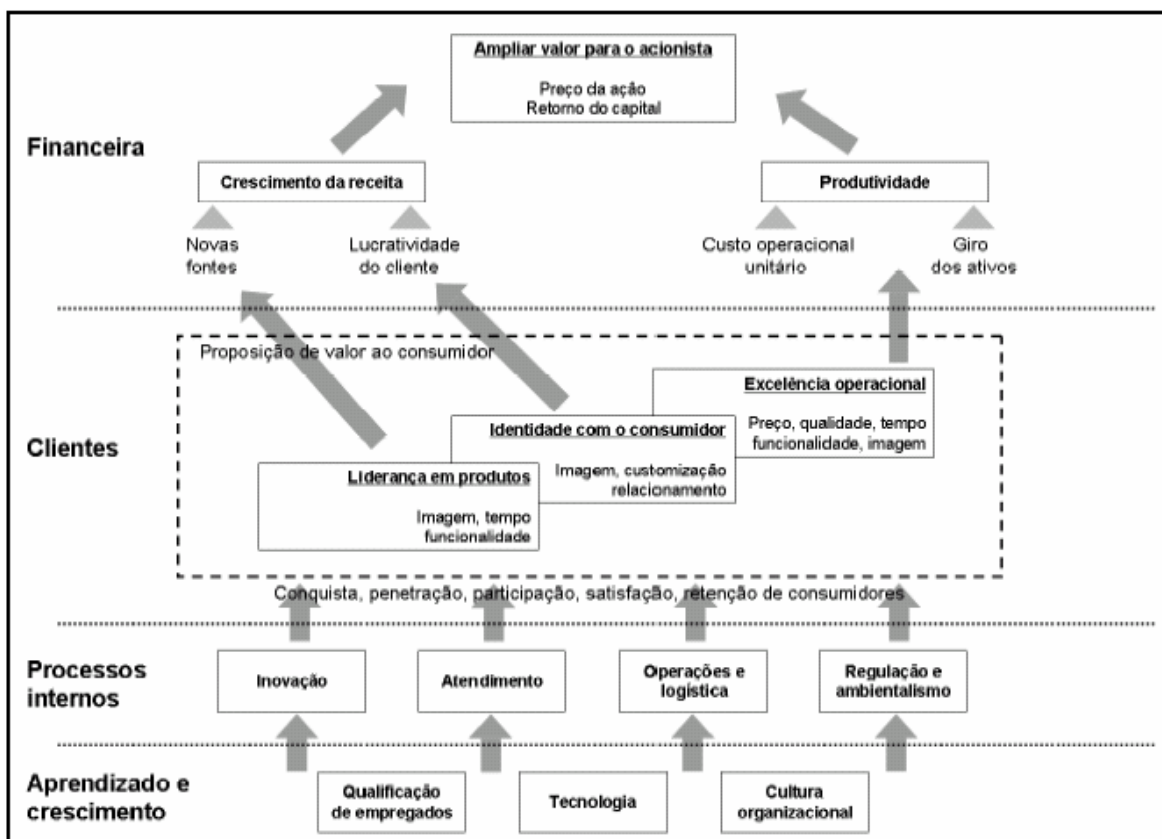 Ampliar valor para o acionista
Preço da ação
Retorno do capital
Financeira
Crescimento da receita
Produtividade
Novas
fontes
Lucratividade
do cliente
Custo operacional
unitário
Giro
dos ativos
Proposição de valor ao consumidor
Excelência operacional
Preço, qualidade, tempo
funcionalidade, imagem
Clientes
Identidade com o consumidor
Imagem, customização
relacionamento
Liderança em produtos
Imagem, tempo
funcionalidade
Conquista, penetração, participação, satisfação, retenção de consumidores
Processos
internos
Inovação
Atendimento
Operações e
logística
Regulação e
ambientalismo
Aprendizado e
crescimento
Qualificação
de empregados
Tecnologia
Cultura
organizacional